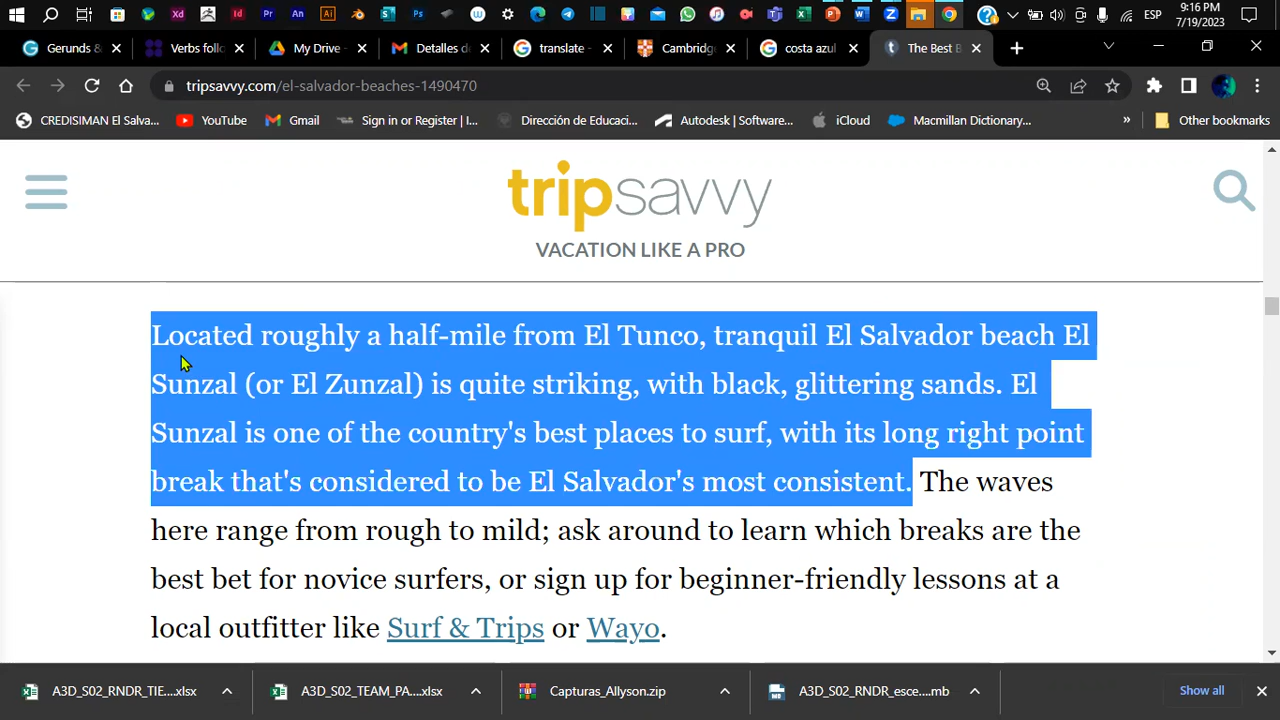 9:16 PM
ESP
7/19/2023
Gerunds &
Verbs follo
My Drive -
Detalles de
translate -
Cambridge
costa azul
The Best B
tripsavvy.com/el-salvador-beaches-1490470
CREDISIMAN El Salva...
YouTube
Gmail
Sign in or Register | I...
Dirección de Educaci...
Autodesk | Software...
iCloud
Macmillan Dictionary...
»
Other bookmarks
tripsavvy
VACATION LIKE A PRO
Located roughly a half-mile from El Tunco, tranquil El Salvador beach El
Sunzal (or El Zunzal) is quite striking, with black, glittering sands. El
Sunzal is one of the country's best places to surf, with its long right point
break that's considered to be El Salvador's most consistent. The waves
here range from rough to mild; ask around to learn which breaks are the
best bet for novice surfers, or sign up for beginner-friendly lessons at a
local outfitter like Surf & Trips or Wayo.
A3D_S02_RNDR_TIE....xlsx
A3D_S02_TEAM_PA....xlsx
Capturas_Allyson.zip
A3D_S02_RNDR_esce....mb
Show all